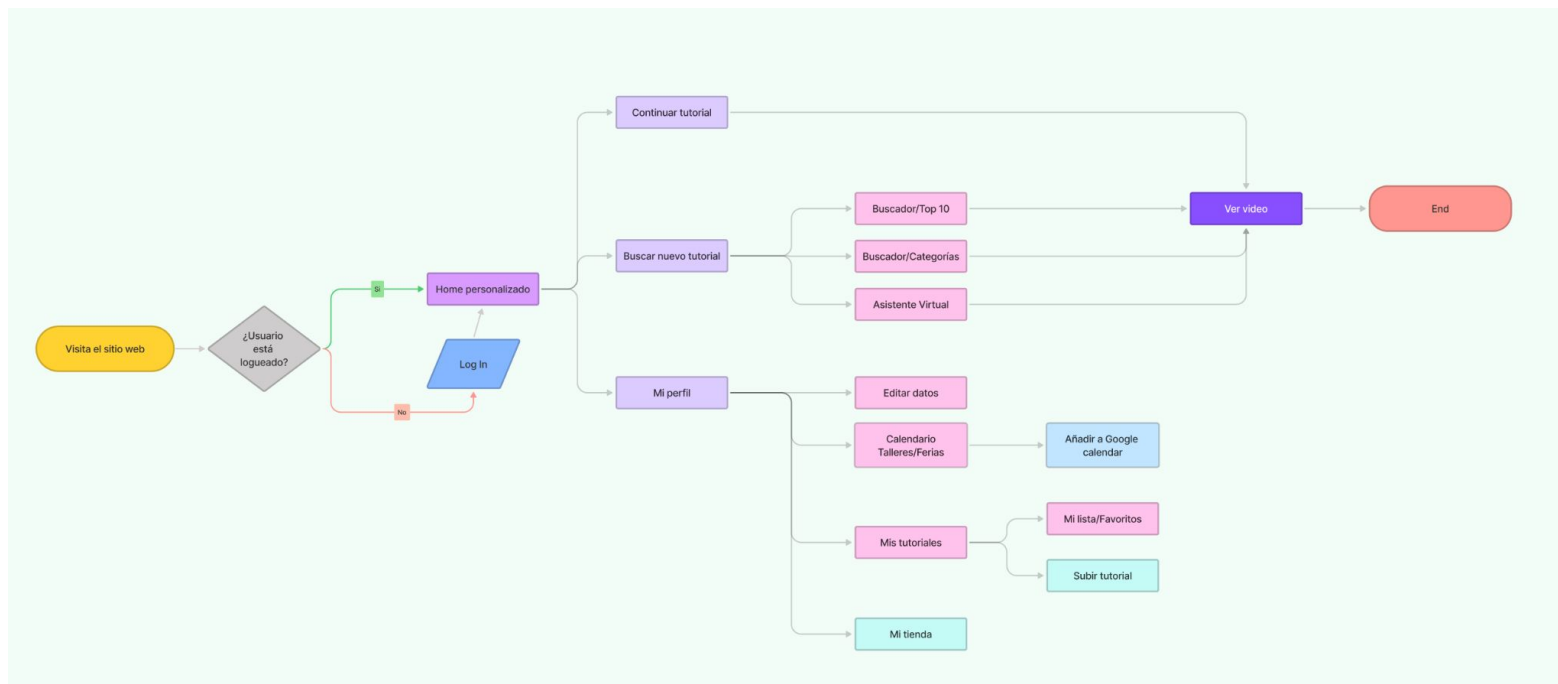 Visita el sitio web
¿Usuario
está
logueado?
Si
No
Home personalizado
Log In
Continuar tutorial
Buscar nuevo tutorial
Mi perfil
Buscador/Top 10
Buscador/Categorías
Asistente Virtual
Ver video
End
Editar datos
Calendario
Talleres/Ferias
Añadir a Google
calendar
Mis tutoriales
Mi lista/Favoritos
Subir tutorial
Mi tienda